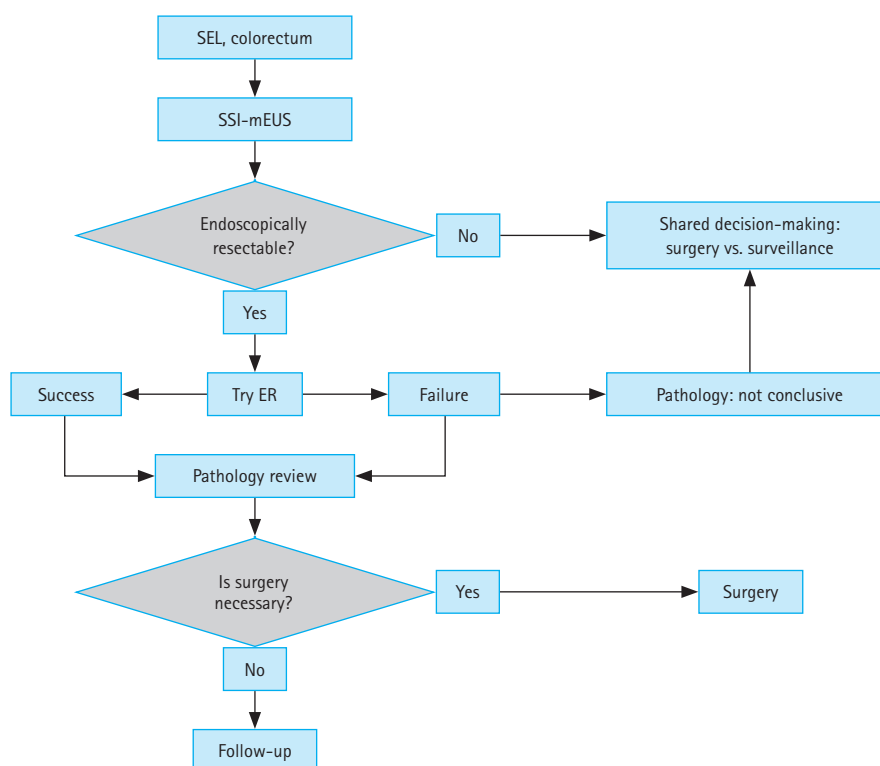 SEL, colorectum
SSI-mEUS
Endoscopically
resectable?
No
Shared decision-making:
surgery vs. surveillance
Yes
Success
Try ER
Failure
Pathology: not conclusive
Pathology review
Is surgery
necessary?
Yes
Surgery
No
Follow-up